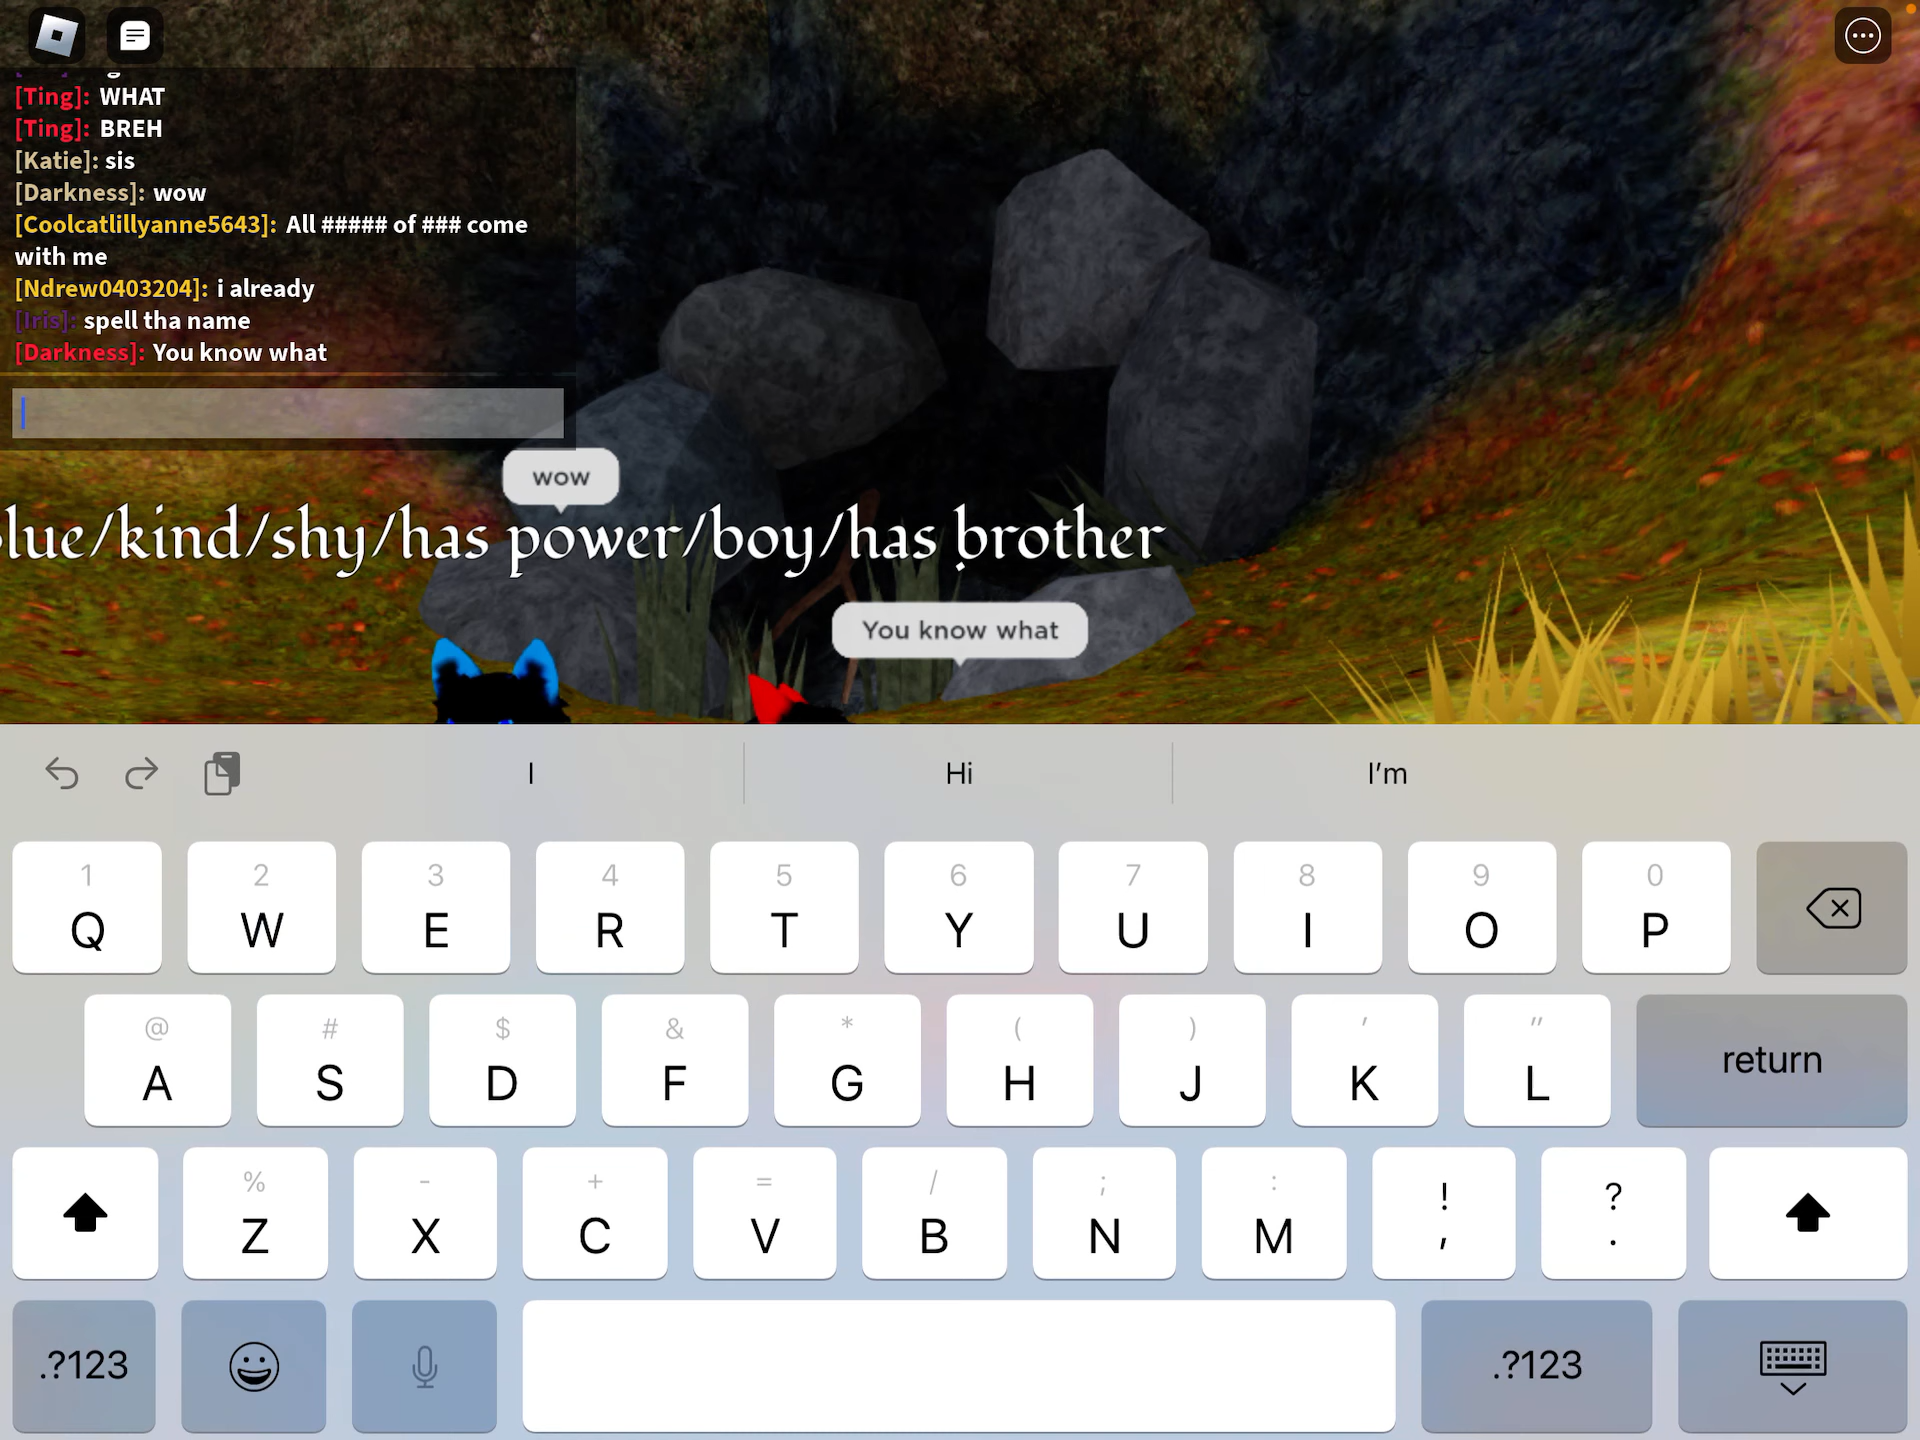 [Ting]: WHAT
[Ting]: BREH
[Katie]: sis
[Darkness]: wow
[Coolcatlillyanne5643]: All ##### of ### come
with me
[Ndrew0403204]: i already
[Iris]: spell tha name
[Darkness]: You know what
wow
lue/kind/shy/has power/boy/has brother
You know what
I Hi I’m
1 2 3 4 5 6 7 8 9 0
Q W E R T Y U I O P
@ # $ & * ( ) ' "
A S D F G H J K L return
% - + = / ; : ! ?
Z X C V B N M , .
.?123 .?123